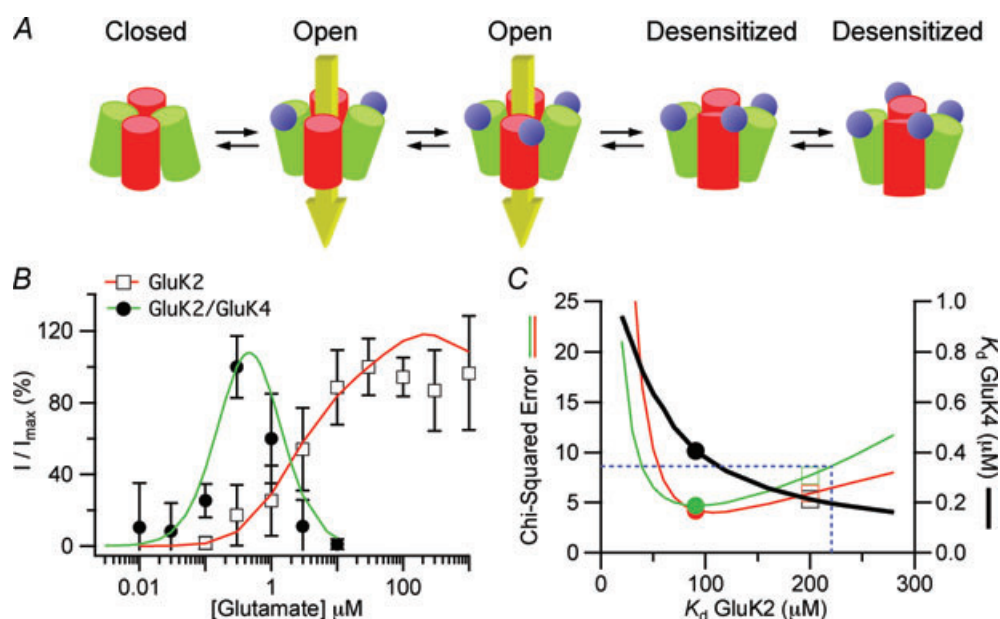 A
Closed
Open
Open
Desensitized
Desensitized
B
GluK2
GluK2/GluK4
120
80
40
0
I / Imax (%)
0.01
1
100
[Glutamate] μM
C
25
20
15
10
5
0
Chi-Squared Error
0
100
200
300
Kd GluK2 (μM)
1.0
0.8
0.6
0.4
0.2
0.0
Kd GluK4
(μM)